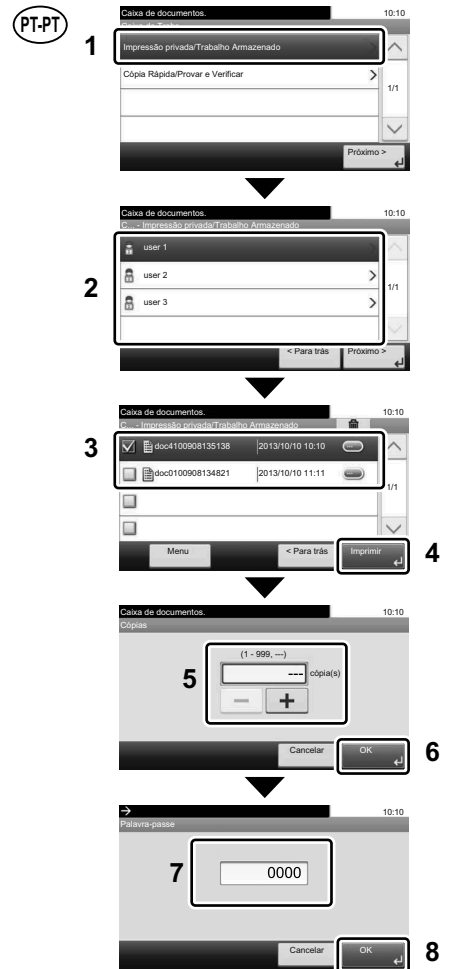 PT-PT
Caixa de documentos. 10:10
1
Impressão privada/Trabalho Armazenado
Cópia Rápida/Provar e Verificar
1/1
Próximo >
Caixa de documentos. 10:10
C... - Impressão privada/Trabalho Armazenado
2
user 1
user 2
user 3
1/1
< Para trás Próximo >
Caixa de documentos. 10:10
C... - Impressão privada/Trabalho Armazenado
3
doc4100908135138 2013/10/10 10:10
doc0100908134821 2013/10/10 11:11
1/1
Menu < Para trás Imprimir 4
Caixa de documentos. 10:10
Cópias
5
(1 - 999, ---)
--- cópia(s)
Cancelar OK 6
10:10
Palavra-passe
7 0000
Cancelar OK 8